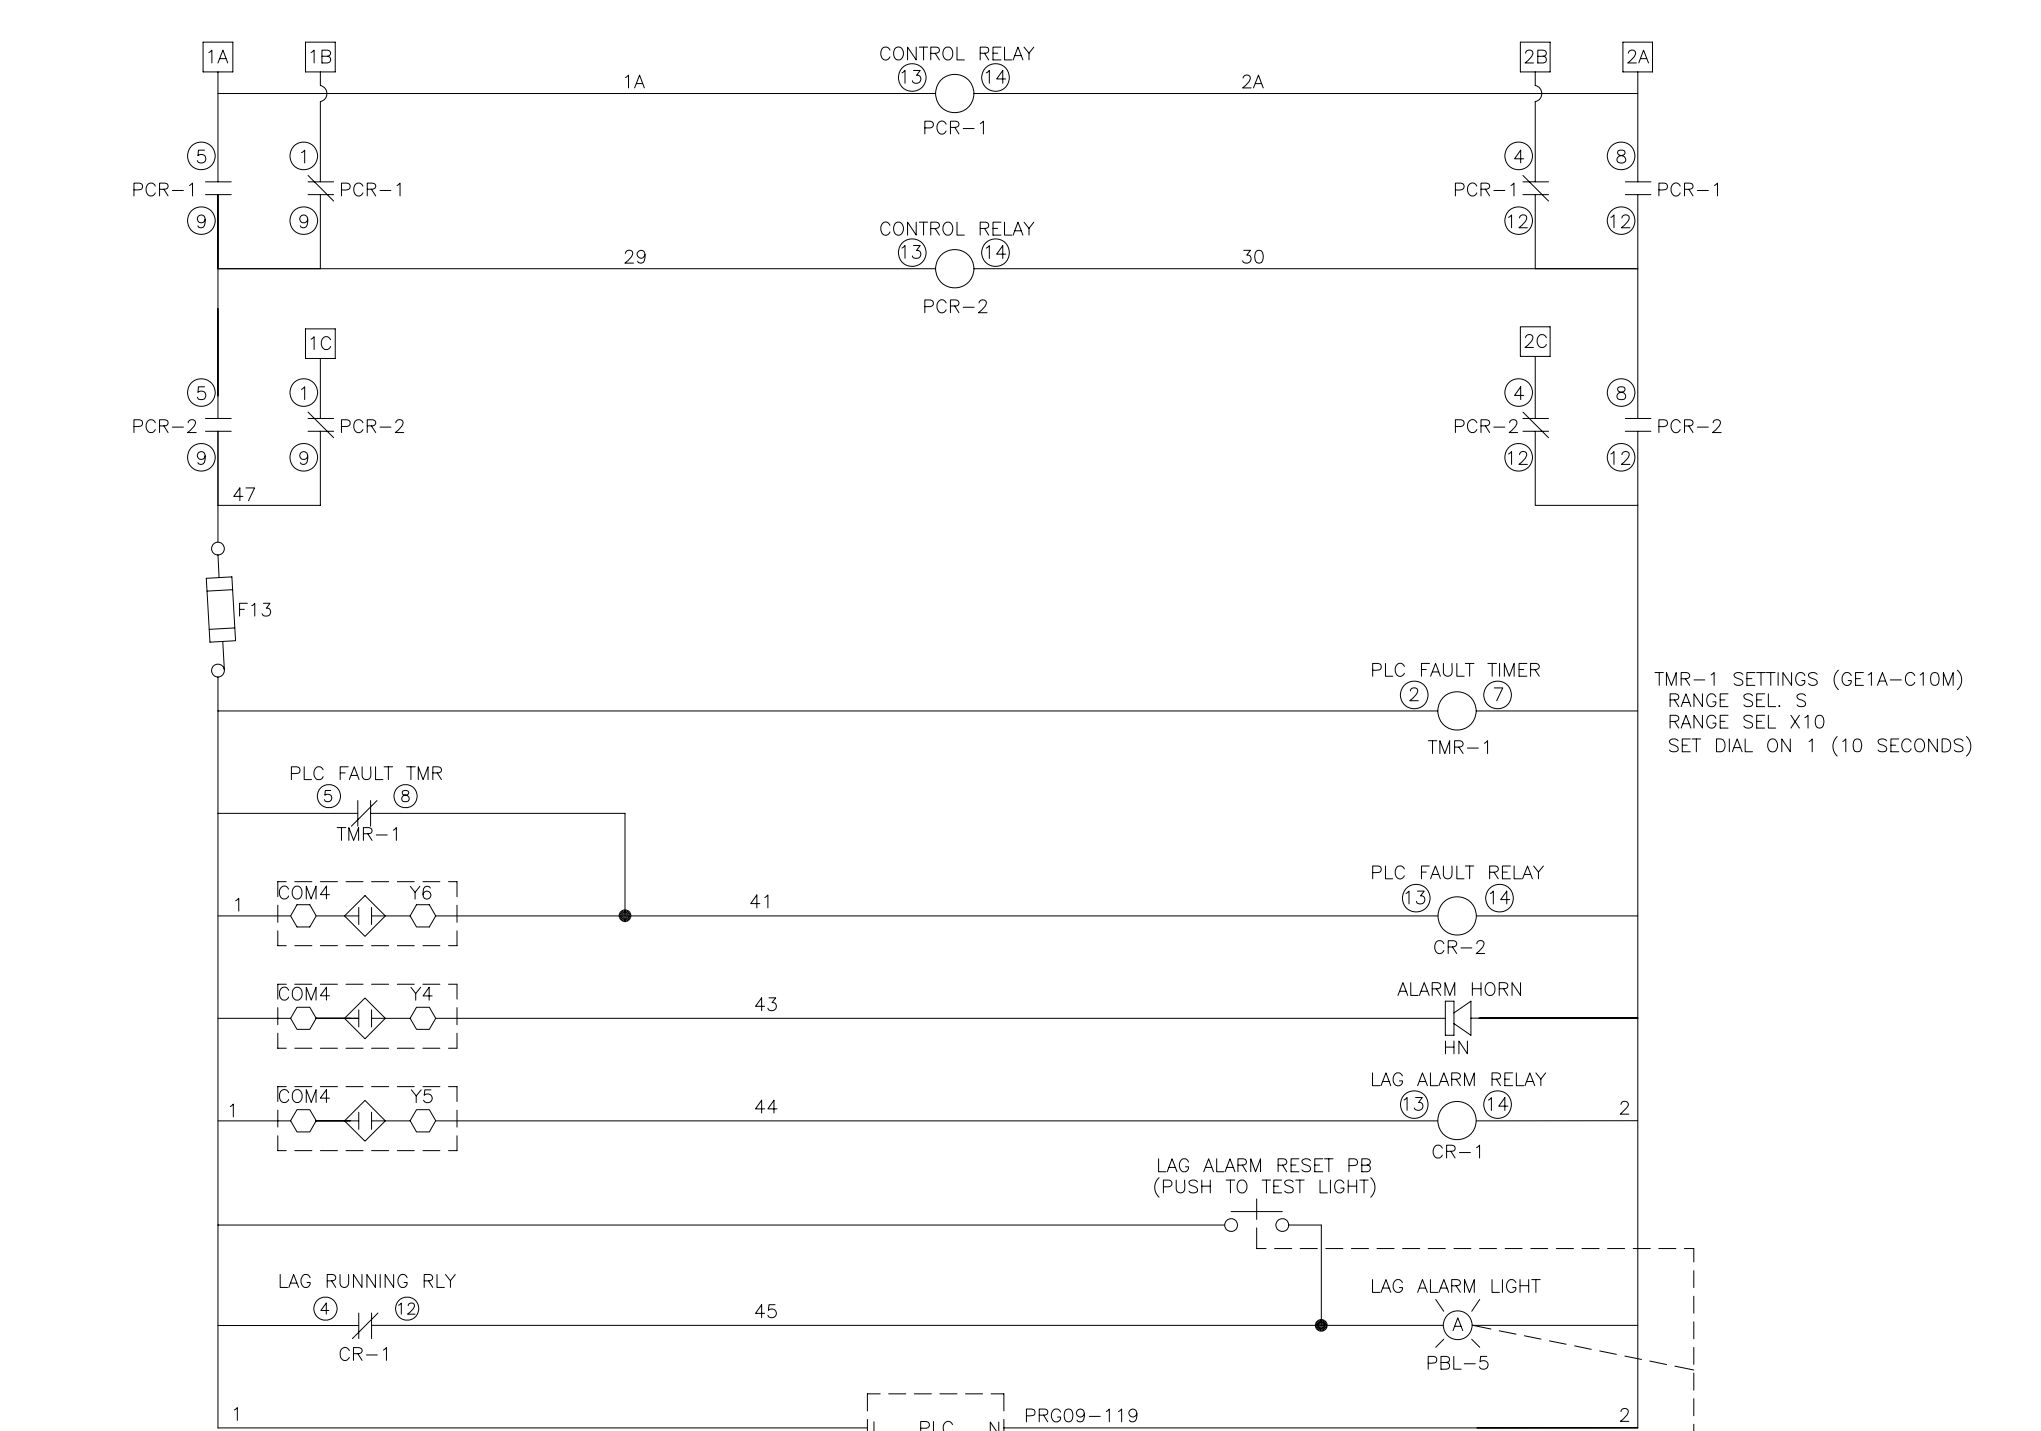 1A
1B
CONTROL RELAY
2B
2A
13
14
1A
2A
PCR-1
5
1
4
8
PCR-1
PCR-1
PCR-1
PCR-1
9
9
12
12
CONTROL RELAY
13
14
29
30
PCR-2
1C
2C
5
1
4
8
PCR-2
PCR-2
PCR-2
PCR-2
9
9
12
12
47
F13
PLC FAULT TIMER
2
7
TMR-1
TMR-1 SETTINGS (GE1A-C10M)
RANGE SEL. S
RANGE SEL X10
SET DIAL ON 1 (10 SECONDS)
PLC FAULT TMR
5
8
TMR-1
PLC FAULT RELAY
COM4
Y6
1
41
13
14
CR-2
COM4
Y4
43
ALARM HORN
HN
LAG ALARM RELAY
COM4
Y5
1
44
13
14
2
CR-1
LAG ALARM RESET PB
(PUSH TO TEST LIGHT)
LAG RUNNING RLY
4
12
45
LAG ALARM LIGHT
A
CR-1
PBL-5
1
L
PLC
N
PRG09-119
2